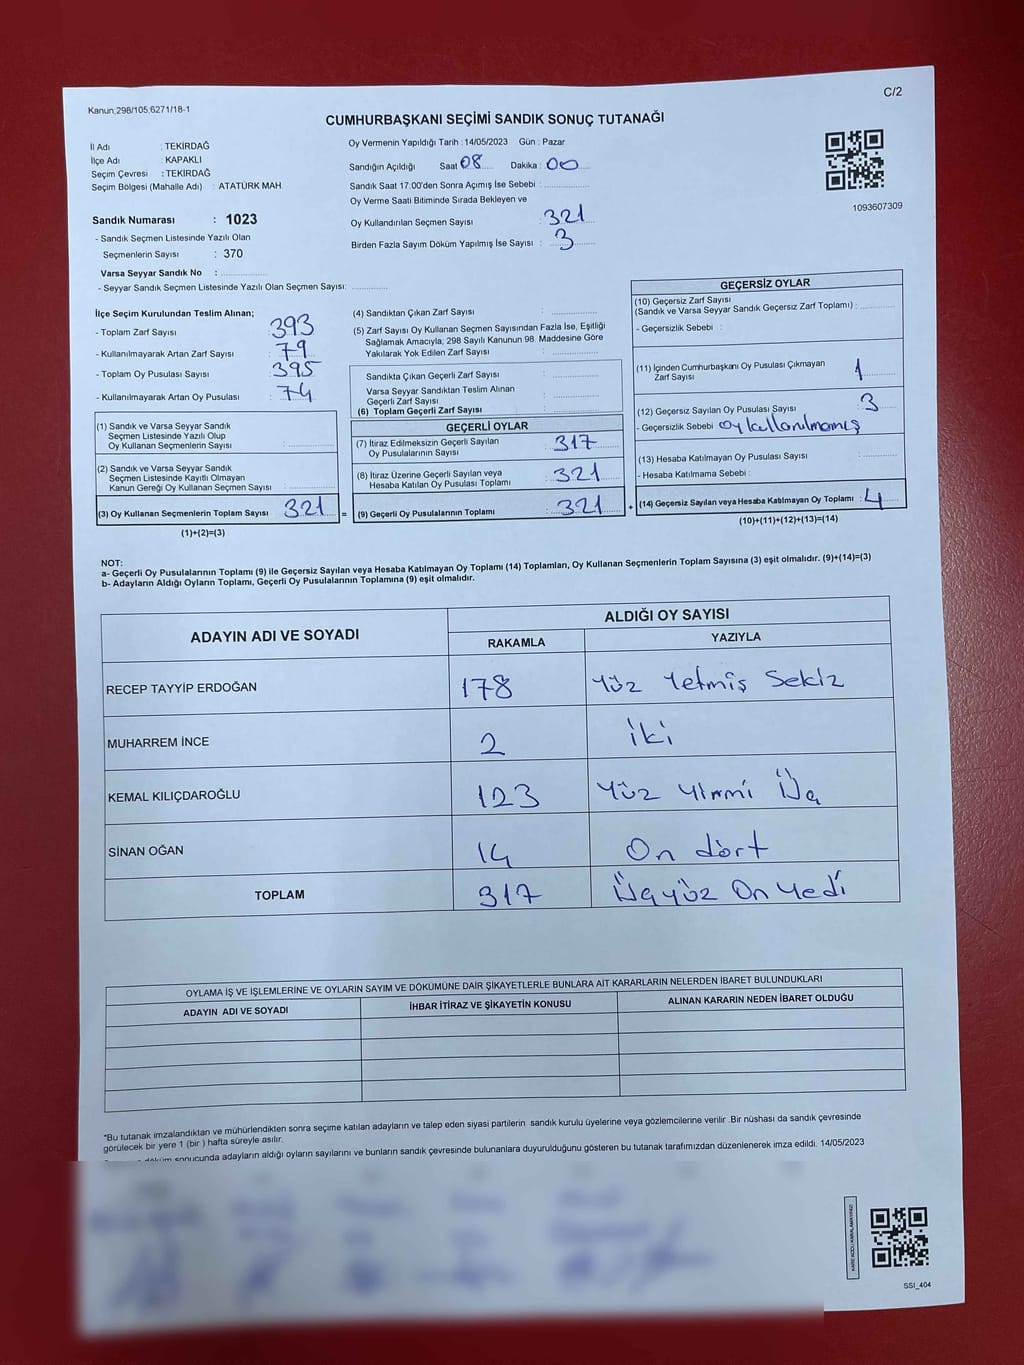 Kanun;298/105,6271/18-1
C/2
CUMHURBAŞKANI SEÇİMİ SANDIK SONUÇ TUTANAĞI
İl Adı : TEKİRDAĞ
İlçe Adı : KAPAKLI
Seçim Çevresi : TEKİRDAĞ
Seçim Bölgesi (Mahalle Adı) : ATATÜRK MAH
Sandık Numarası : 1023
- Sandık Seçmen Listesinde Yazılı Olan
Seçmenlerin Sayısı : 370
Varsa Seyyar Sandık No :
- Seyyar Sandık Seçmen Listesinde Yazılı Olan Seçmen Sayısı:
Oy Vermenin Yapıldığı Tarih : 14/05/2023 Gün : Pazar
Sandığın Açıldığı Saat 08 Dakika : 00
Sandık Saat 17.00'den Sonra Açımış İse Sebebi :
Oy Verme Saati Bitiminde Sırada Bekleyen ve
Oy Kullandırılan Seçmen Sayısı : 321
Birden Fazla Sayım Döküm Yapılmış İse Sayısı : 3
1093607309
İlçe Seçim Kurulundan Teslim Alınan;
- Toplam Zarf Sayısı : 393
- Kullanılmayarak Artan Zarf Sayısı : 79
- Toplam Oy Pusulası Sayısı : 395
- Kullanılmayarak Artan Oy Pusulası : 74
(1) Sandık ve Varsa Seyyar Sandık
Seçmen Listesinde Yazılı Olup
Oy Kullanan Seçmenlerin Sayısı :
(2) Sandık ve Varsa Seyyar Sandık
Seçmen Listesinde Kayıtlı Olmayan
Kanun Gereği Oy Kullanan Seçmen Sayısı :
(3) Oy Kullanan Seçmenlerin Toplam Sayısı 321 =
(1)+(2)=(3)
(4) Sandıktan Çıkan Zarf Sayısı :
(5) Zarf Sayısı Oy Kullanan Seçmen Sayısından Fazla İse, Eşitliği
Sağlamak Amacıyla, 298 Sayılı Kanunun 98. Maddesine Göre
Yakılarak Yok Edilen Zarf Sayısı :
Sandıkta Çıkan Geçerli Zarf Sayısı :
Varsa Seyyar Sandıktan Teslim Alınan
Geçerli Zarf Sayısı :
(6) Toplam Geçerli Zarf Sayısı :
GEÇERLİ OYLAR
(7) İtiraz Edilmeksizin Geçerli Sayılan
Oy Pusulalarının Sayısı : 317
(8) İtiraz Üzerine Geçerli Sayılan veya
Hesaba Katılan Oy Pusulası Toplamı : 321
(9) Geçerli Oy Pusulalarının Toplamı : 321 +
GEÇERSİZ OYLAR
(10) Geçersiz Zarf Sayısı
(Sandık ve Varsa Seyyar Sandık Geçersiz Zarf Toplamı) :
- Geçersizlik Sebebi :
(11) İçinden Cumhurbaşkanı Oy Pusulası Çıkmayan
Zarf Sayısı 1
(12) Geçersiz Sayılan Oy Pusulası Sayısı : 3
- Geçersizlik Sebebi oy kullanılmamış
(13) Hesaba Katılmayan Oy Pusulası Sayısı :
- Hesaba Katılmama Sebebi :
(14) Geçersiz Sayılan veya Hesaba Katılmayan Oy Toplamı : 4
(10)+(11)+(12)+(13)=(14)
NOT:
a- Geçerli Oy Pusulaları Toplamı (9) ile Geçersiz Sayılan veya Hesaba Katılmayan Oy Toplamı (14) Toplamları, Oy Kullanan Seçmenlerin Toplam Sayısına (3) eşit olmalıdır. (9)+(14)=(3)
b- Adayların Aldığı Oyların Toplamı, Geçerli Oy Pusulalarının Toplamına (9) eşit olmalıdır.
ADAYIN ADI VE SOYADI
ALDIĞI OY SAYISI
RAKAMLA YAZIYLA
RECEP TAYYİP ERDOĞAN 178 Yüz Yetmiş Sekiz
MUHARREM İNCE 2 iki
KEMAL KILIÇDAROĞLU 123 Yüz yirmi Üç
SİNAN OĞAN 14 On dört
TOPLAM 317 Üçyüz On Yedi
OYLAMA İŞ VE İŞLEMLERİNE VE OYLARIN SAYIM VE DÖKÜMÜNE DAİR ŞİKAYETLERLE BUNLARA AİT KARARLARIN NELERDEN İBARET BULUNDUKLARI
ADAYIN ADI VE SOYADI İHBAR İTİRAZ VE ŞİKAYETİN KONUSU ALINAN KARARIN NEDEN İBARET OLDUĞU
*Bu tutanak imzalandıktan ve mühürlendikten sonra seçime katılan adayların ve talep eden siyasi partilerin sandık kurulu üyelerine veya gözlemcilerine verilir .Bir nüshası da sandık çevresinde
görülecek bir yere 1 (bir ) hafta süreyle asılır.
döküm sonucunda adayların aldığı oyların sayılarını ve bunların sandık çevresinde bulunanlara duyurulduğunu gösteren bu tutanak tarafımızdan düzenlenerek imza edildi. 14/05/2023
KARE KODU KARALAMAYINIZ!
SSI_404